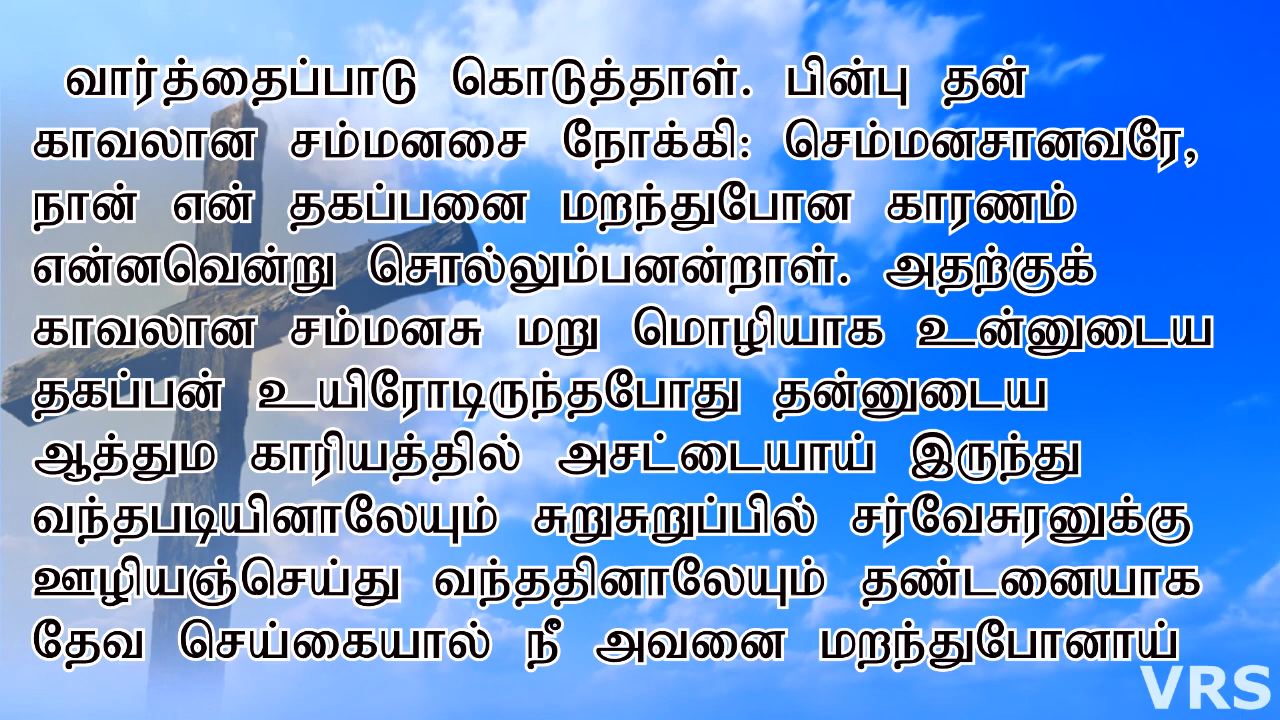 வார்த்தைப்பாடு கொடுத்தாள். பின்பு தன்
காவலான சம்மனசை நோக்கி: செம்மனசானவரே,
நான் என் தகப்பனை மறந்துபோன காரணம்
என்னவென்று சொல்லும்பனன்றாள். அதற்குக்
காவலான சம்மனசு மறு மொழியாக உன்னுடைய
தகப்பன் உயிரோடிருந்தபோது தன்னுடைய
ஆத்தும காரியத்தில் அசட்டையாய் இருந்து
வந்தபடியினாலேயும் சுறுசுறுப்பில் சர்வேசுரனுக்கு
ஊழியஞ்செய்து வந்ததினாலேயும் தண்டனையாக
தேவ செய்கையால் நீ அவனை மறந்துபோனாய்
VRS